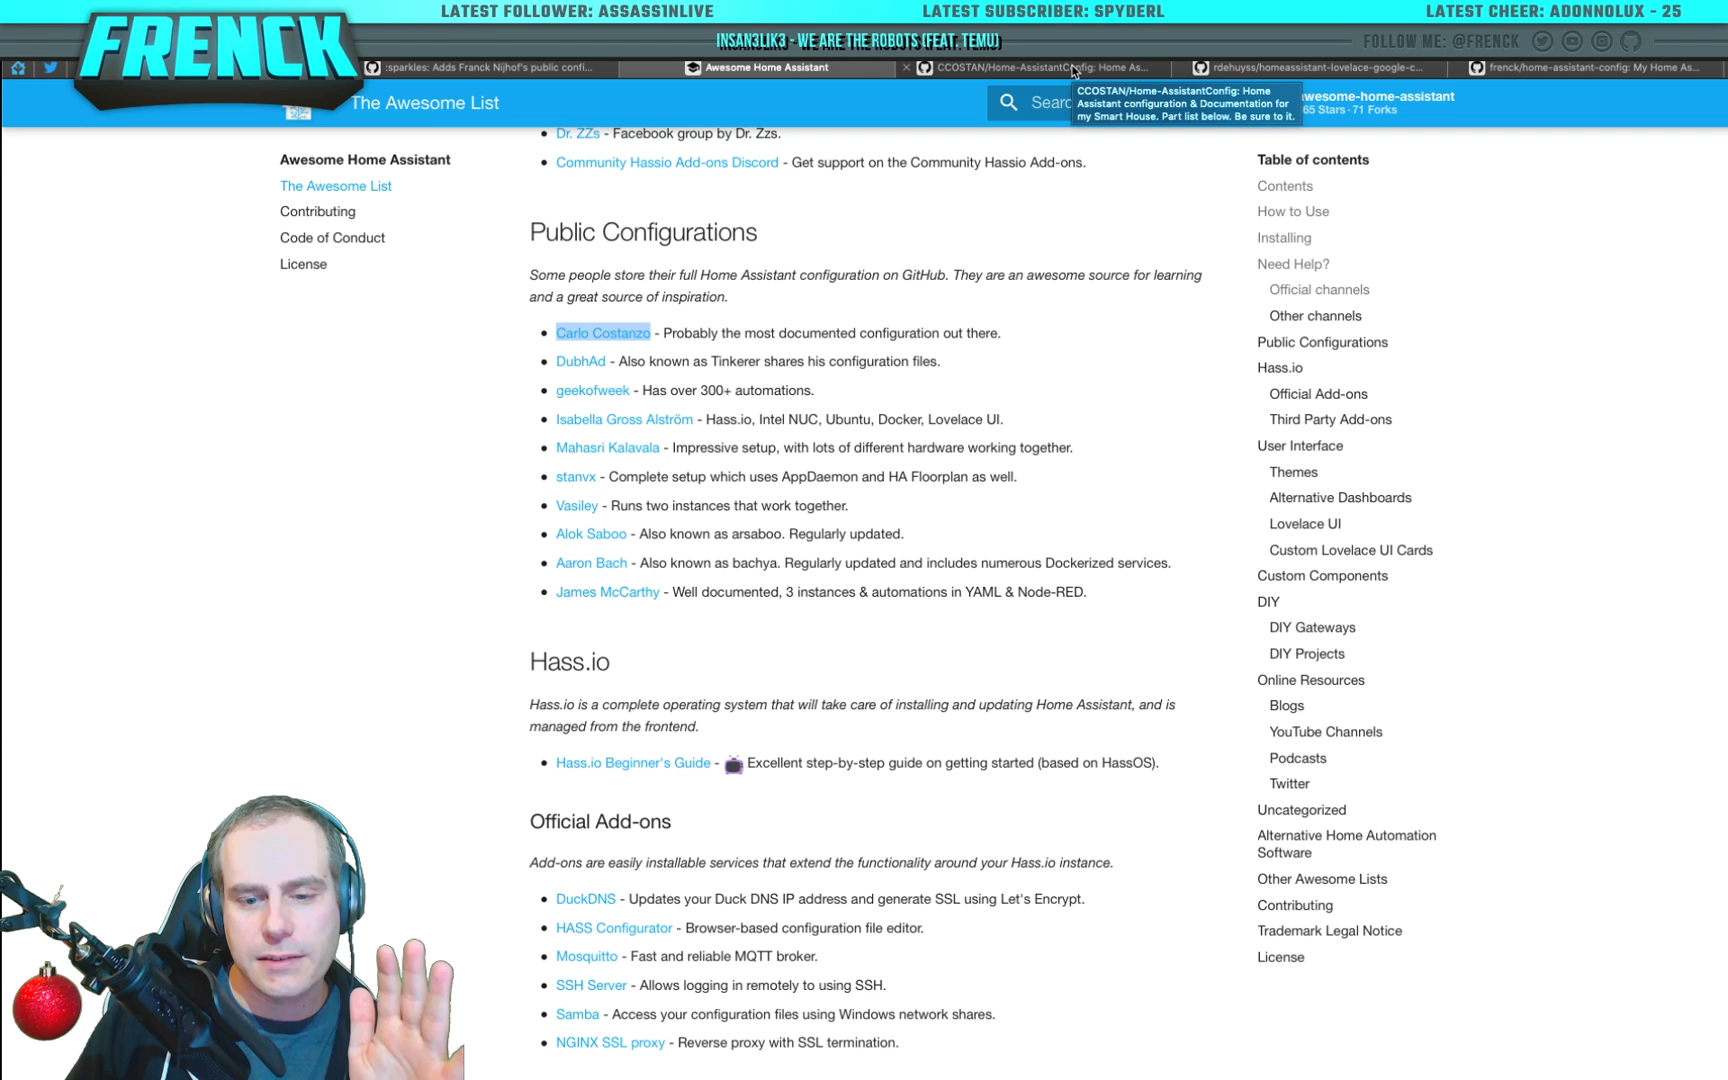 LATEST FOLLOWER: ASSASS1NLIVE
LATEST SUBSCRIBER: SPYDERL
LATEST CHEER: ADONNOLUX - 25
FRENCK
INSAN3LIK3 - WE ARE THE ROBOTS (FEAT. TEMU)
FOLLOW ME: @FRENCK
:sparkles: Adds Franck Nijhof's public confi...
Awesome Home Assistant
CCOSTAN/Home-AssistantConfig: Home As...
rdehuyss/homeassistant-lovelace-google-c...
frenck/home-assistant-config: My Home As...
The Awesome List
Searc
CCOSTAN/Home-AssistantConfig: Home
Assistant configuration & Documentation for
my Smart House. Part list below. Be sure to it.
awesome-home-assistant
65 Stars · 71 Forks
Awesome Home Assistant
The Awesome List
Contributing
Code of Conduct
License
Dr. ZZs - Facebook group by Dr. Zzs.
Community Hassio Add-ons Discord - Get support on the Community Hassio Add-ons.
Public Configurations
Some people store their full Home Assistant configuration on GitHub. They are an awesome source for learning
and a great source of inspiration.
Carlo Costanzo - Probably the most documented configuration out there.
DubhAd - Also known as Tinkerer shares his configuration files.
geekofweek - Has over 300+ automations.
Isabella Gross Alström - Hass.io, Intel NUC, Ubuntu, Docker, Lovelace UI.
Mahasri Kalavala - Impressive setup, with lots of different hardware working together.
stanvx - Complete setup which uses AppDaemon and HA Floorplan as well.
Vasiley - Runs two instances that work together.
Alok Saboo - Also known as arsaboo. Regularly updated.
Aaron Bach - Also known as bachya. Regularly updated and includes numerous Dockerized services.
James McCarthy - Well documented, 3 instances & automations in YAML & Node-RED.
Hass.io
Hass.io is a complete operating system that will take care of installing and updating Home Assistant, and is
managed from the frontend.
Hass.io Beginner's Guide - Excellent step-by-step guide on getting started (based on HassOS).
Official Add-ons
Add-ons are easily installable services that extend the functionality around your Hass.io instance.
DuckDNS - Updates your Duck DNS IP address and generate SSL using Let's Encrypt.
HASS Configurator - Browser-based configuration file editor.
Mosquitto - Fast and reliable MQTT broker.
SSH Server - Allows logging in remotely to using SSH.
Samba - Access your configuration files using Windows network shares.
NGINX SSL proxy - Reverse proxy with SSL termination.
Table of contents
Contents
How to Use
Installing
Need Help?
Official channels
Other channels
Public Configurations
Hass.io
Official Add-ons
Third Party Add-ons
User Interface
Themes
Alternative Dashboards
Lovelace UI
Custom Lovelace UI Cards
Custom Components
DIY
DIY Gateways
DIY Projects
Online Resources
Blogs
YouTube Channels
Podcasts
Twitter
Uncategorized
Alternative Home Automation
Software
Other Awesome Lists
Contributing
Trademark Legal Notice
License